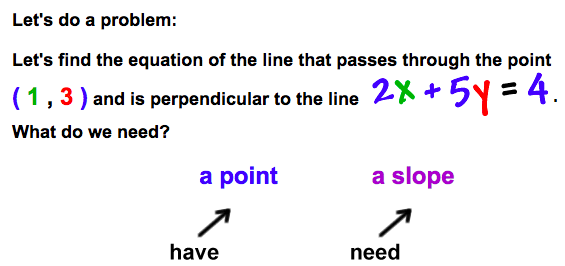 Let's do a problem:
Let's find the equation of the line that passes through the point
( 1 , 3 ) and is perpendicular to the line 2x + 5y = 4 .
What do we need?
a point a slope
have need